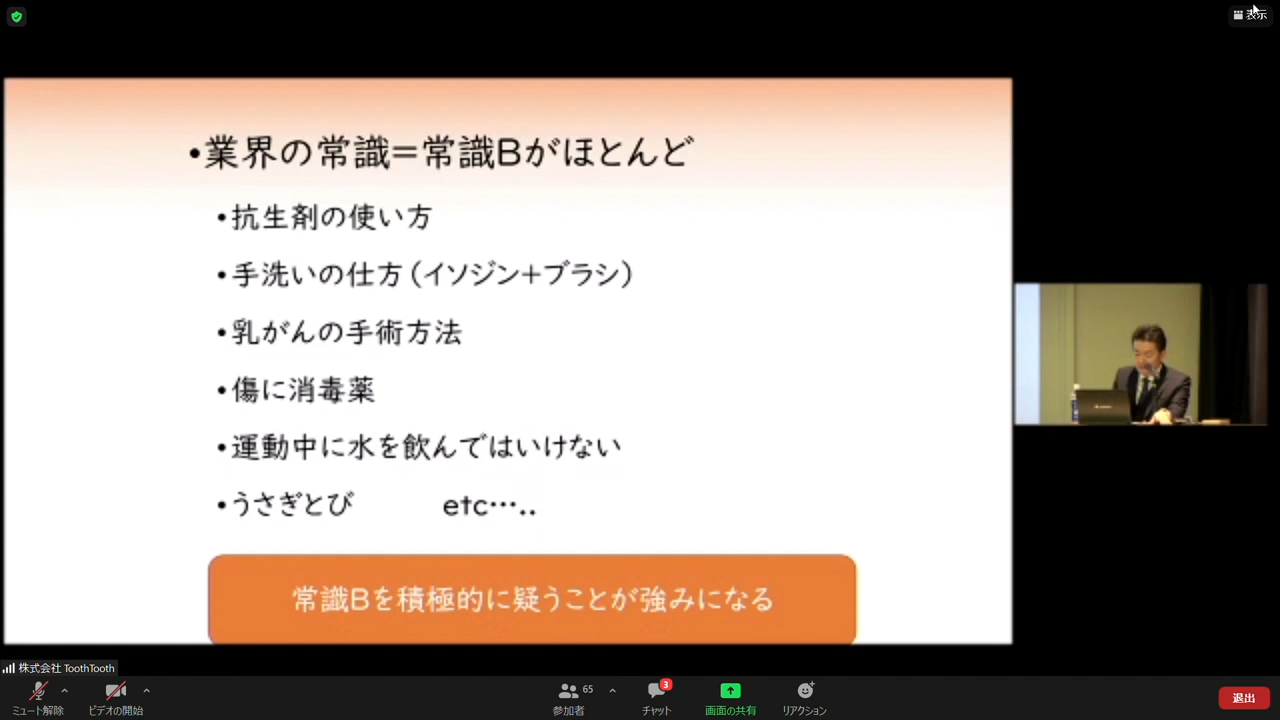 表示
•業界の常識＝常識Bがほとんど
•抗生剤の使い方
•手洗いの仕方（イソジン＋ブラシ）
•乳がんの手術方法
•傷に消毒薬
•運動中に水を飲んではいけない
•うさぎとび etc…..
常識Bを積極的に疑うことが強みになる
株式会社 ToothTooth
ミュート解除
ビデオの開始
65
参加者
3
チャット
画面の共有
リアクション
退出